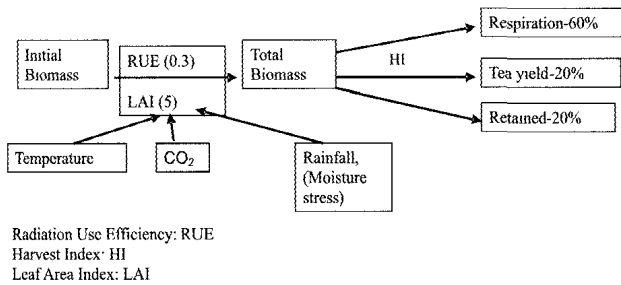 Respiration-60%
Initial
Biomass
RUE (0.3)
LAI (5)
Total
Biomass
HI
Tea yield-20%
Retained-20%
Temperature
CO₂
Rainfall,
(Moisture
stress)
Radiation Use Efficiency: RUE
Harvest Index: HI
Leaf Area Index: LAI